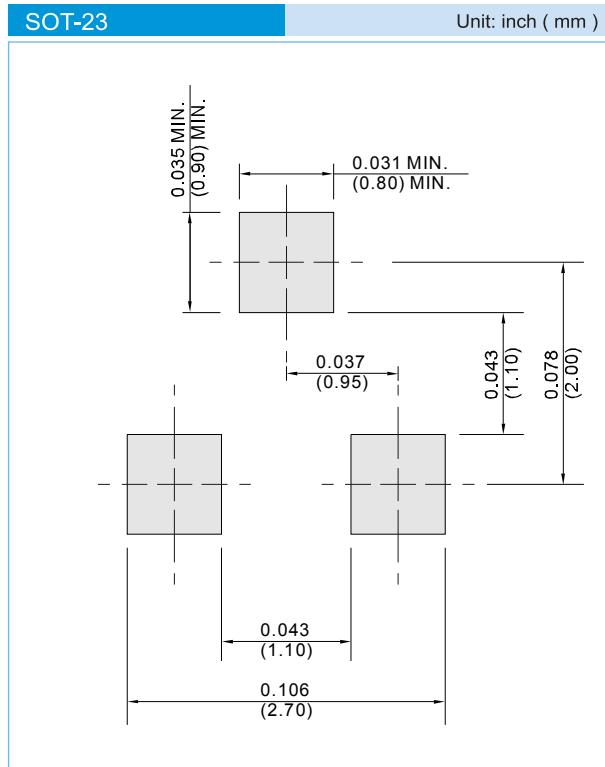 SOT-23
Unit: inch ( mm )
0.035 MIN.
(0.90) MIN.
0.031 MIN.
(0.80) MIN.
0.037
(0.95)
0.043
(1.10)
0.078
(2.00)
0.043
(1.10)
0.106
(2.70)